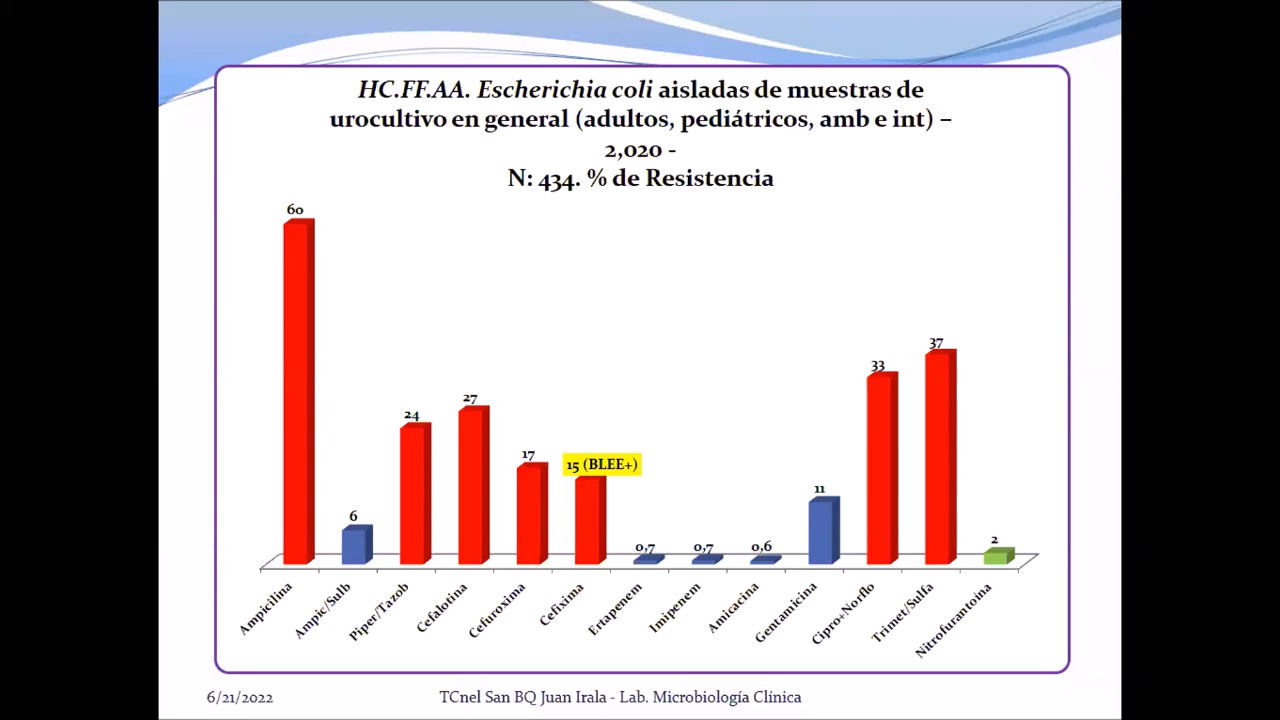 HC.FF.AA. Escherichia coli aisladas de muestras de
urocultivo en general (adultos, pediátricos, amb e int) –
2,020 -
N: 434. % de Resistencia
60
6
24
27
17
15 (BLEE+)
0,7
0,7
0,6
11
33
37
2
Ampicilina
Ampic/Sulb
Piper/Tazob
Cefalotina
Cefuroxima
Cefixima
Ertapenem
Imipenem
Amicacina
Gentamicina
Cipro+Norflo
Trimet/Sulfa
Nitrofurantoina
6/21/2022
TCnel San BQ Juan Irala - Lab. Microbiología Clínica